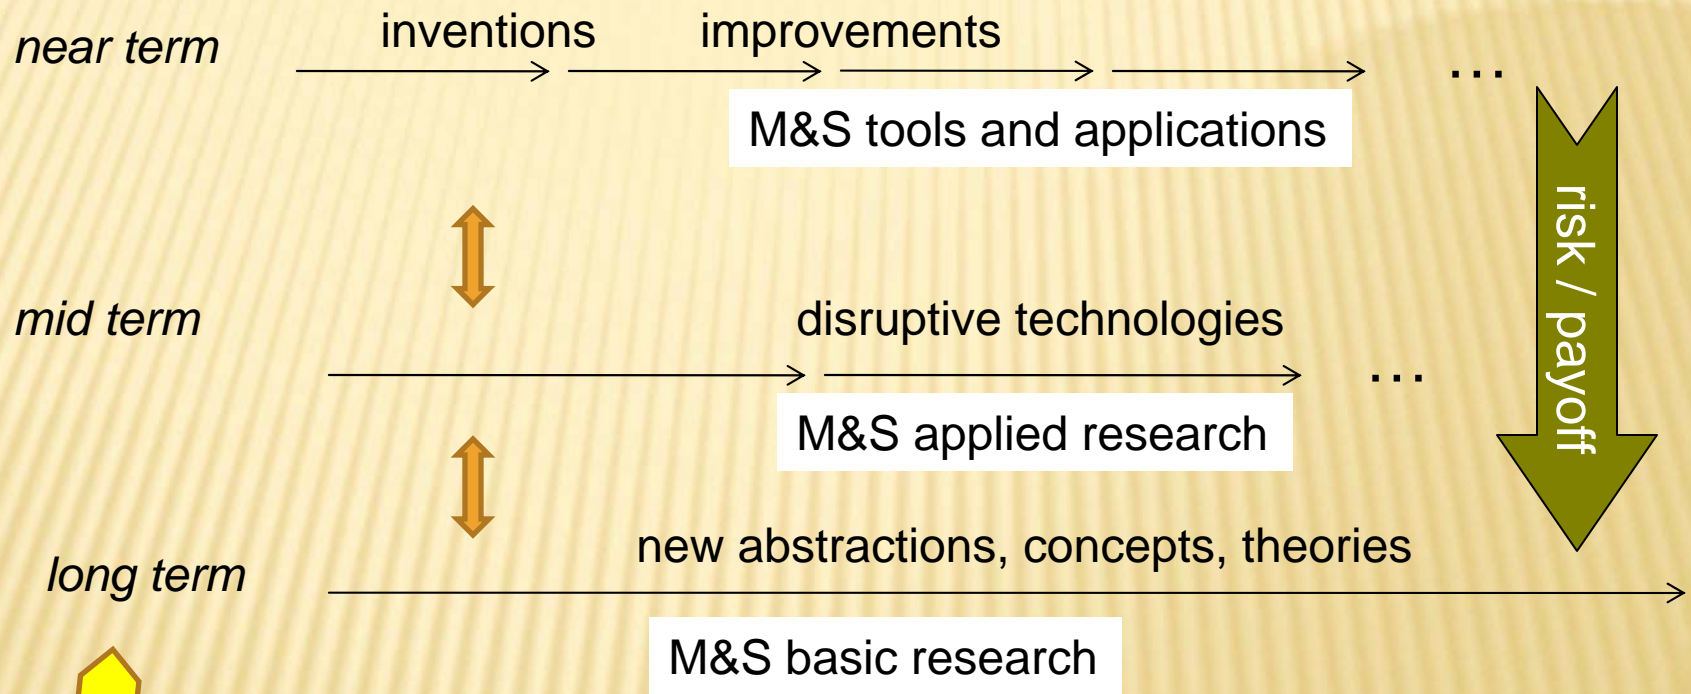 near term
inventions
improvements
…
M&S tools and applications
risk / payoff
mid term
disruptive technologies
…
M&S applied research
new abstractions, concepts, theories
long term
M&S basic research